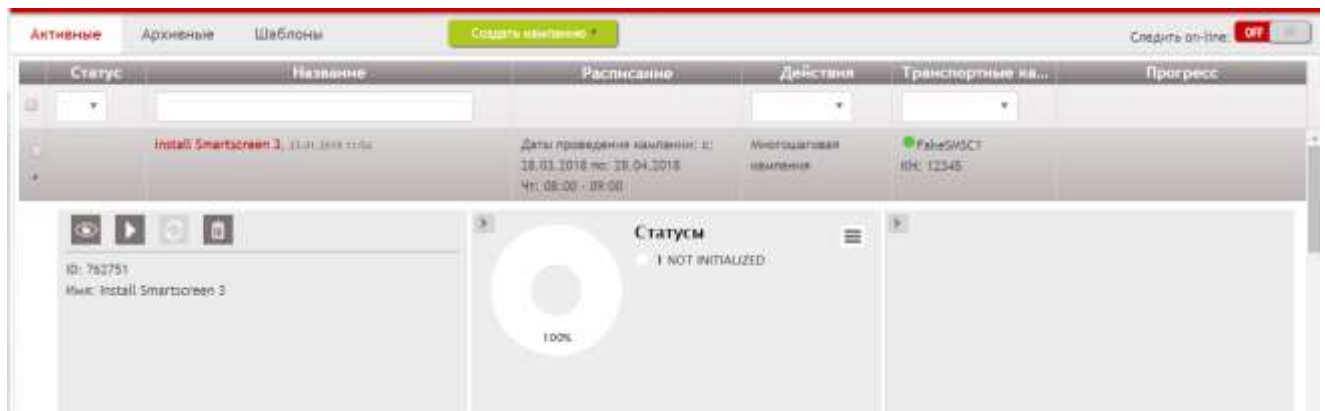 Активные Архивные Шаблоны Создать кампанию Следить on-line: OFF
Статус Название Расписание Действия Транспортные ка... Прогресс
Install Smartscreen 3, Даты проведения кампании: с: Многошаговая FakeSMSC1
28.03.2018 по: 28.04.2018 кампания КН: 12345
Чт: 08:00 - 09:00
Статусы
1 NOT INITIALIZED
ID: 762751
Имя: Install Smartscreen 3
100%